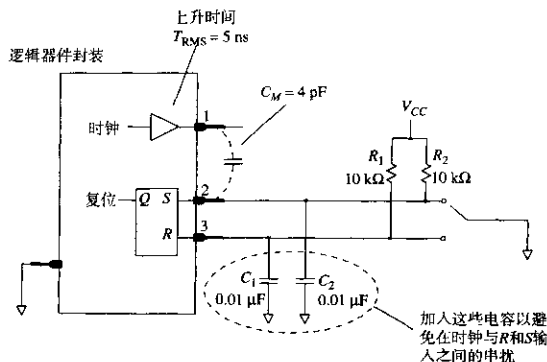 上升时间
T_RMS = 5 ns
逻辑器件封装
C_M = 4 pF
时钟
1
V_CC
R_1
10 kΩ
R_2
10 kΩ
复位
Q
S
2
R
3
C_1
0.01 μF
C_2
0.01 μF
加入这些电容以避
免在时钟与R和S输
入之间的串扰